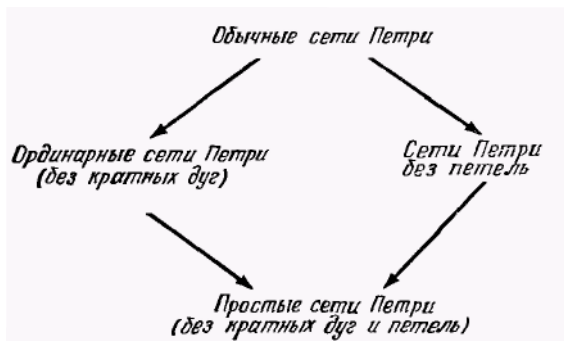 Обычные сети Петри
Ординарные сети Петри
(без кратных дуг)
Сети Петри
без петель
Простые сети Петри
(без кратных дуг и петель)